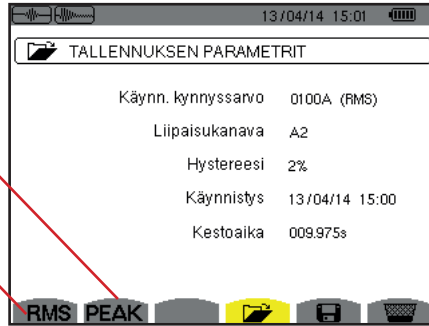 13/04/14 15:01
TALLENNUKSEN PARAMETRIT
Käynn. kynnyssarvo 0100A (RMS)
Liipaisukanava A2
Hystereesi 2%
Käynnistys 13/04/14 15:00
Kestoaika 009.975s
RMS PEAK